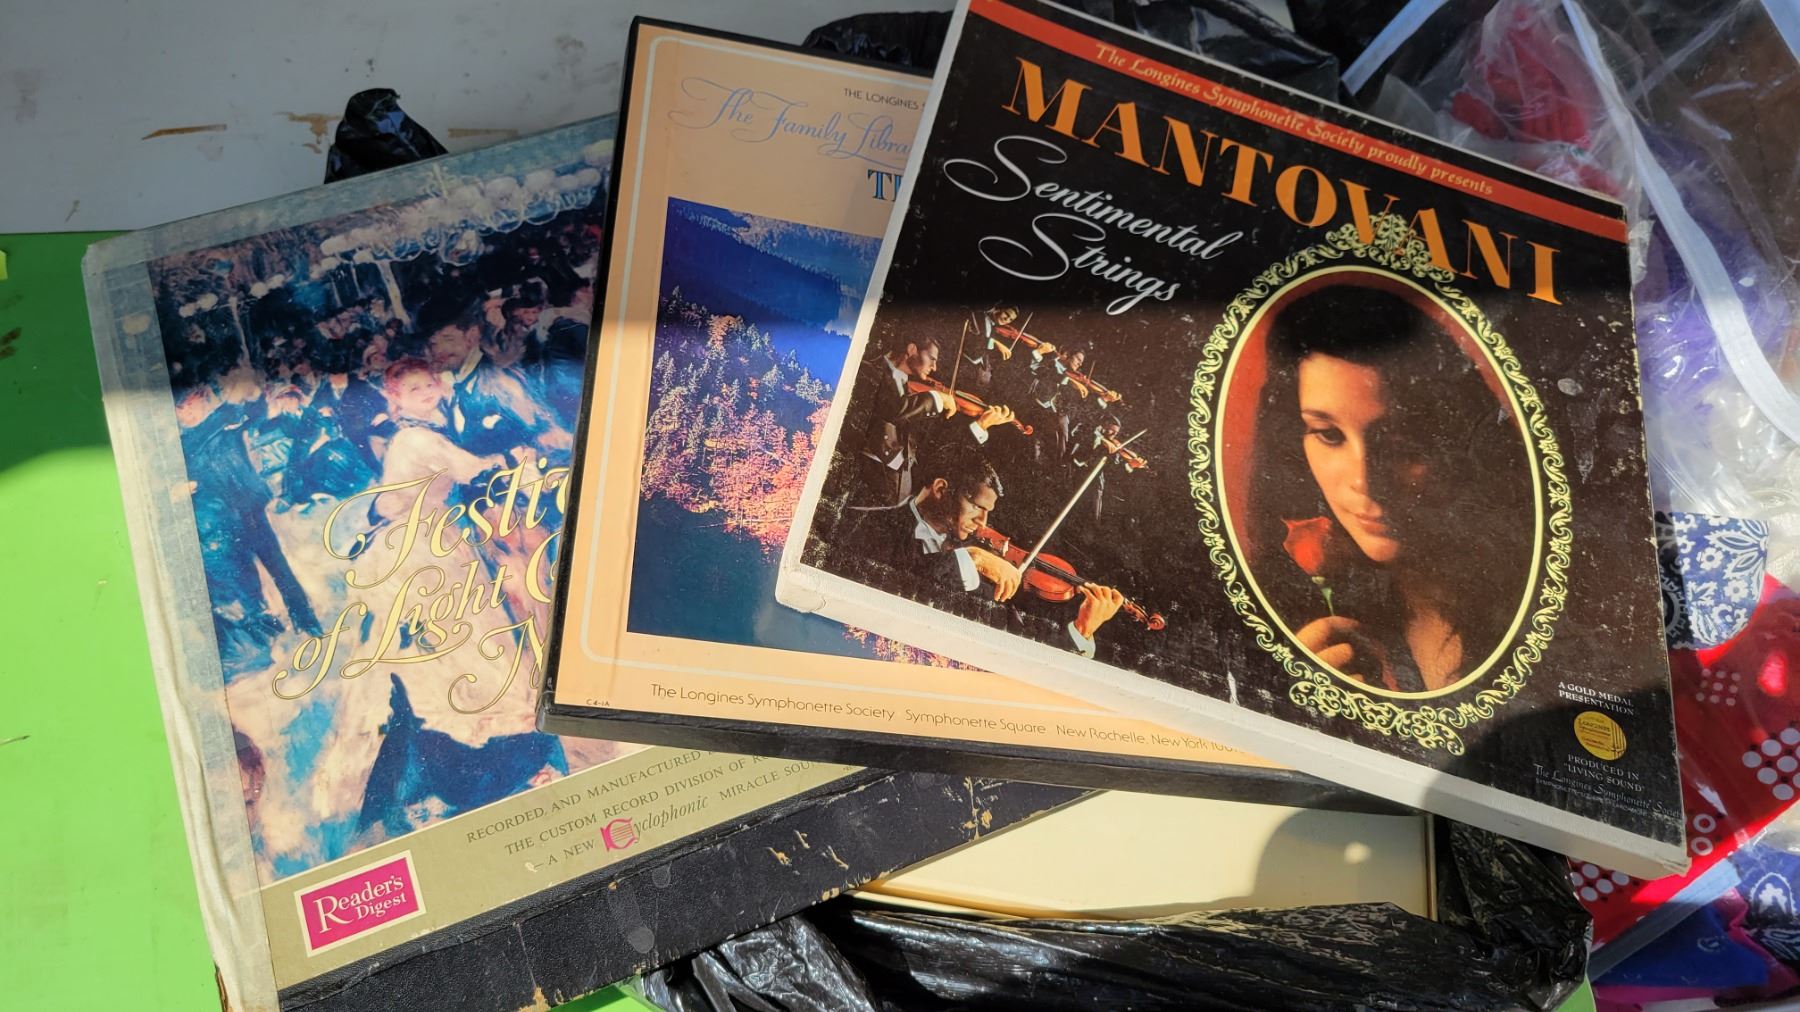 Festiv
of Light
Reader's
Digest
RECORDED AND MANUFACTURED
THE CUSTOM RECORD DIVISION OF
– A NEW Cyclophonic MIRACLE SOU
THE LONGINES
The Family Libra
C4-1A
The Longines Symphonette Society Symphonette Square New Rochelle, New York
The Longines Symphonette Society proudly presents
MANTOVANI
Sentimental
Strings
A GOLD MEDAL
PRESENTATION
LONGINES
PRODUCED IN
"LIVING SOUND"
The Longines Symphonette Society